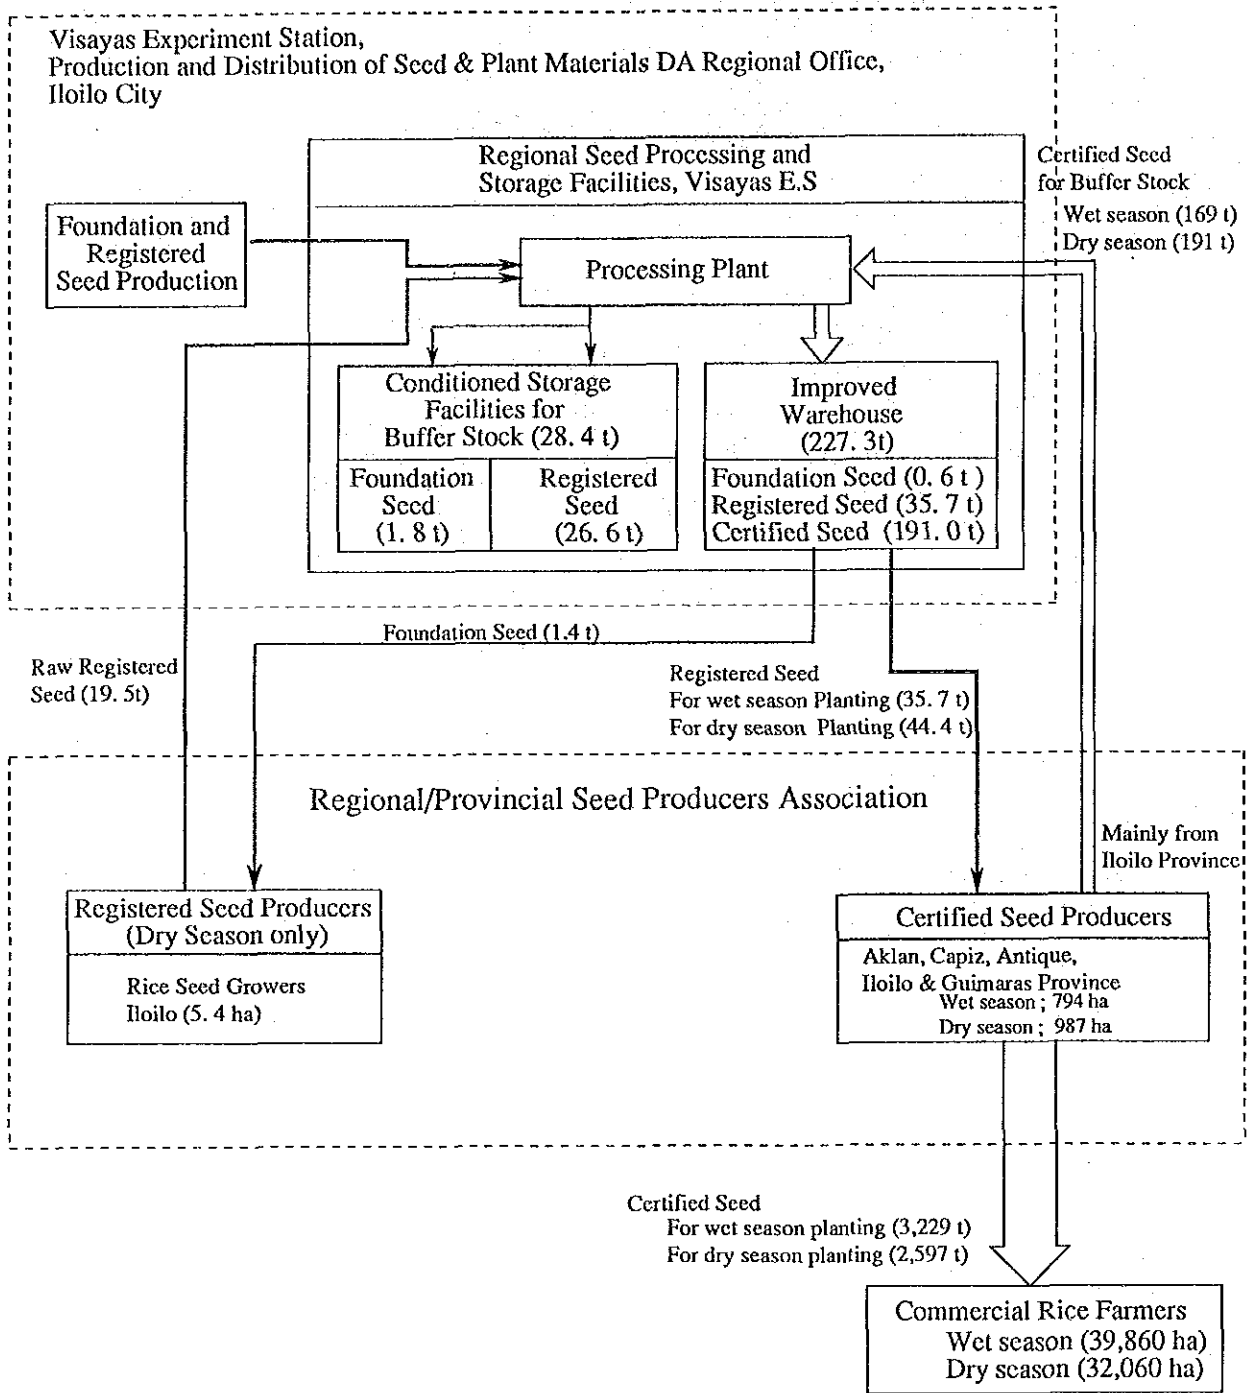 Visayas Experiment Station,
Production and Distribution of Seed & Plant Materials DA Regional Office,
Iloilo City
Regional Seed Processing and
Storage Facilities, Visayas E.S
Certified Seed
for Buffer Stock
Wet season (169 t)
Dry season (191 t)
Foundation and
Registered
Seed Production
Processing Plant
Conditioned Storage
Facilities for
Buffer Stock (28. 4 t)
Foundation
Seed
(1. 8 t)
Registered
Seed
(26. 6 t)
Improved
Warehouse
(227. 3t)
Foundation Seed (0. 6 t )
Registered Seed (35. 7 t)
Certified Seed (191. 0 t)
Foundation Seed (1.4 t)
Raw Registered
Seed (19. 5t)
Registered Seed
For wet season Planting (35. 7 t)
For dry season Planting (44. 4 t)
Regional/Provincial Seed Producers Association
Mainly from
Iloilo Province
Registered Seed Producers
(Dry Season only)
Rice Seed Growers
Iloilo (5. 4 ha)
Certified Seed Producers
Aklan, Capiz, Antique,
Iloilo & Guimaras Province
Wet season ; 794 ha
Dry season ; 987 ha
Certified Seed
For wet season planting (3,229 t)
For dry season planting (2,597 t)
Commercial Rice Farmers
Wet season (39,860 ha)
Dry season (32,060 ha)